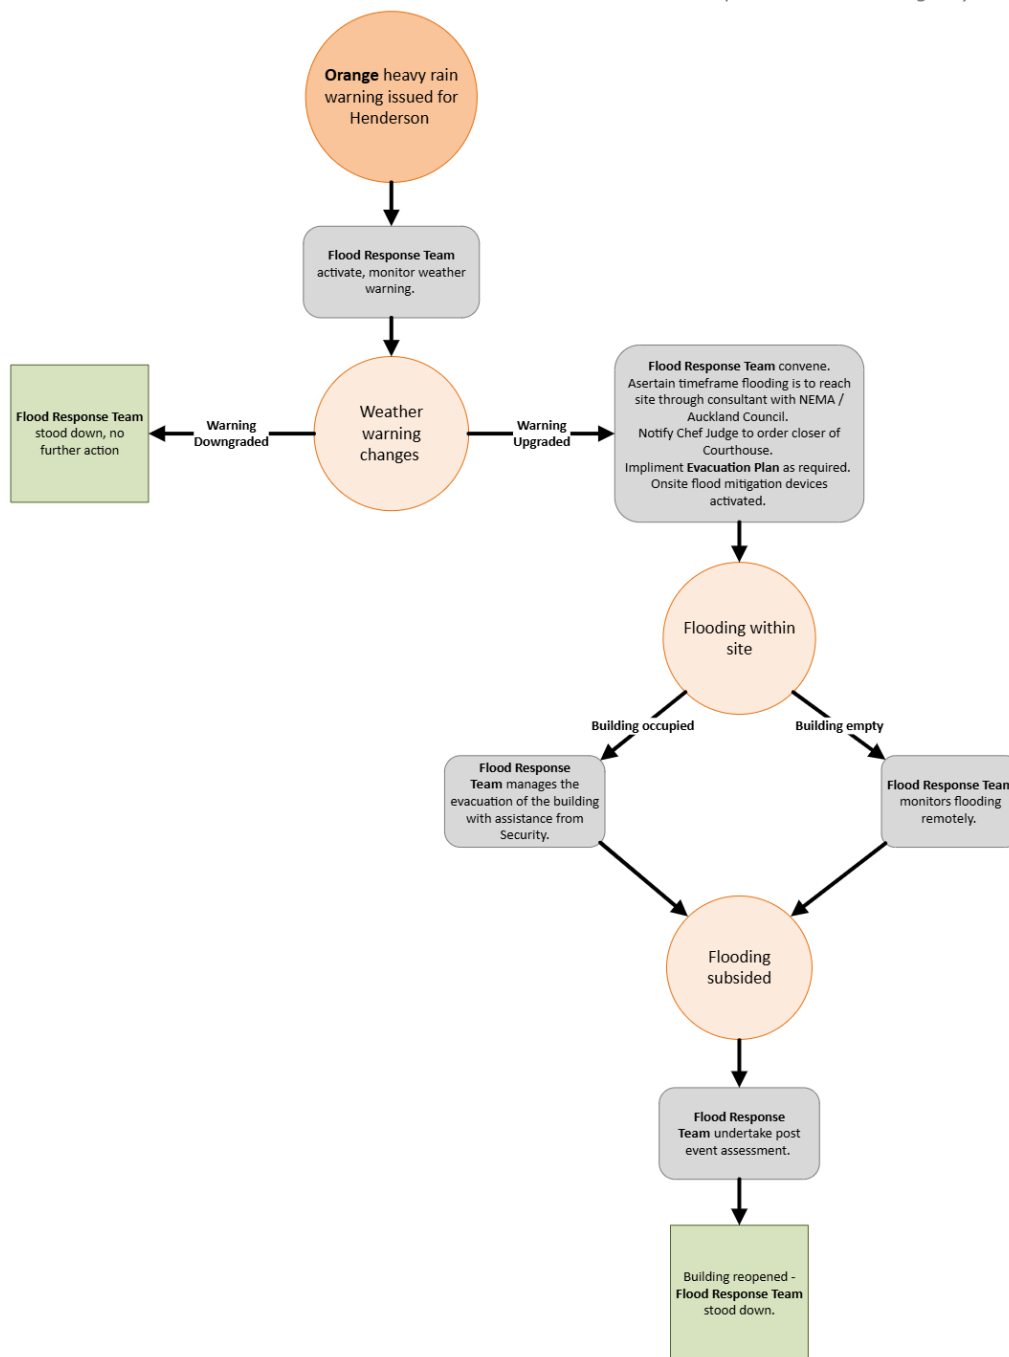 Orange heavy rain
warning issued for
Henderson
Flood Response Team
activate, monitor weather
warning.
Flood Response Team
stood down, no
further action
Warning
Downgraded
Weather
warning
changes
Warning
Upgraded
Flood Response Team convene.
Asertain timeframe flooding is to reach
site through consultant with NEMA /
Auckland Council.
Notify Chef Judge to order closer of
Courthouse.
Impliment Evacuation Plan as required.
Onsite flood mitigation devices
activated.
Flooding within
site
Building occupied
Building empty
Flood Response
Team manages the
evacuation of the building
with assistance from
Security.
Flood Response Team
monitors flooding
remotely.
Flooding
subsided
Flood Response
Team undertake post
event assessment.
Building reopened -
Flood Response Team
stood down.